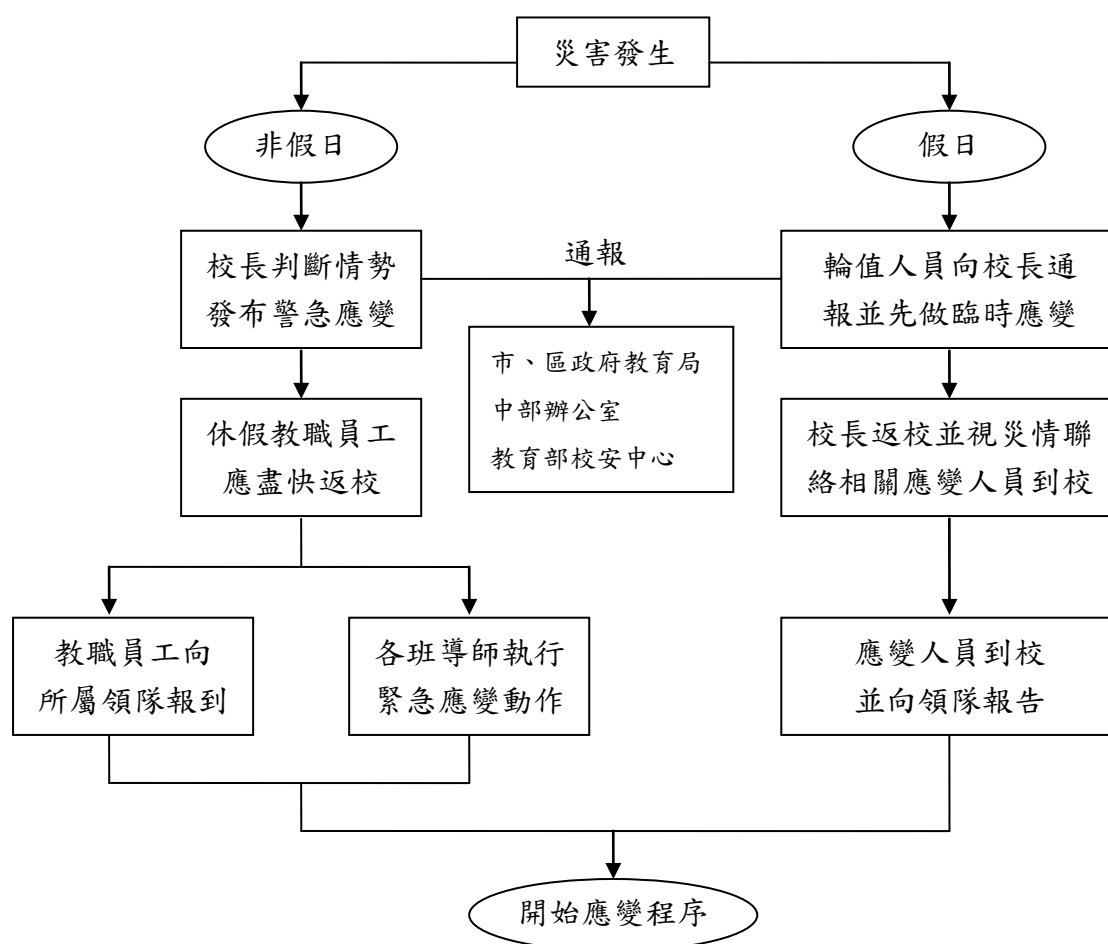 災害發生
非假日
假日
校長判斷情勢
發布警急應變
通報
輪值人員向校長通
報並先做臨時應變
市、區政府教育局
中部辦公室
教育部校安中心
休假教職員工
應盡快返校
校長返校並視災情聯
絡相關應變人員到校
教職員工向
所屬領隊報到
各班導師執行
緊急應變動作
應變人員到校
並向領隊報告
開始應變程序